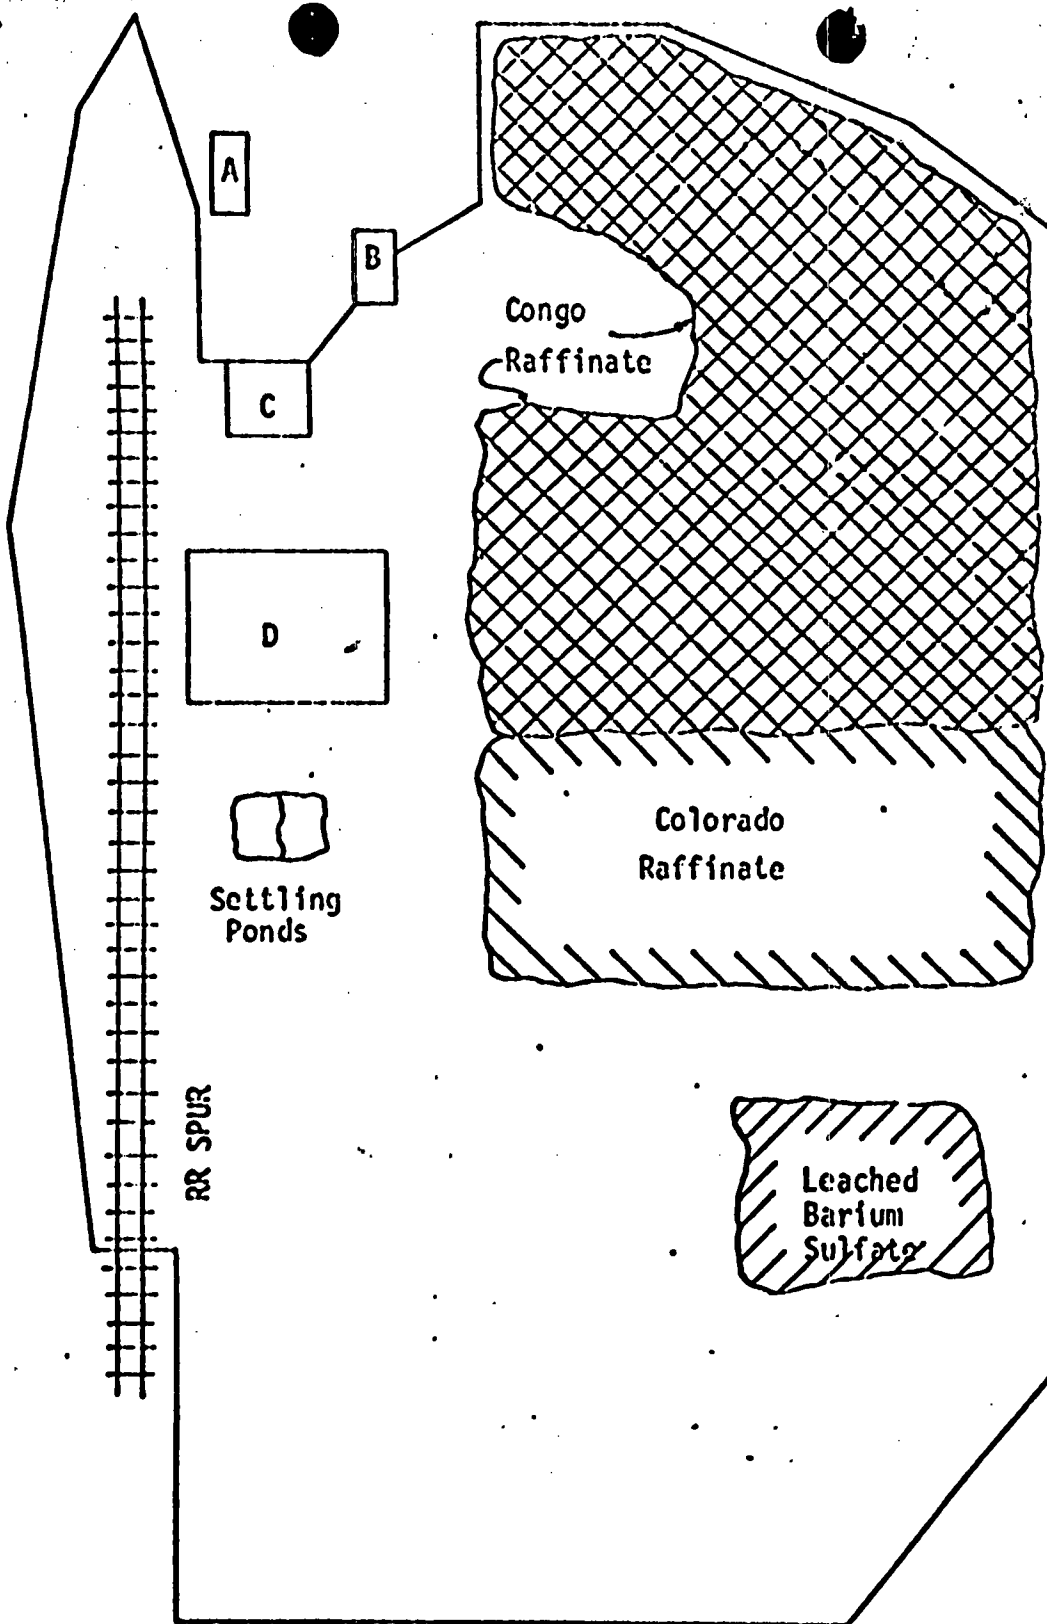 A
B
Congo
Raffinate
C
D
Colorado
Raffinate
Settling
Ponds
RR SPUR
Leached
Barium
Sulfate